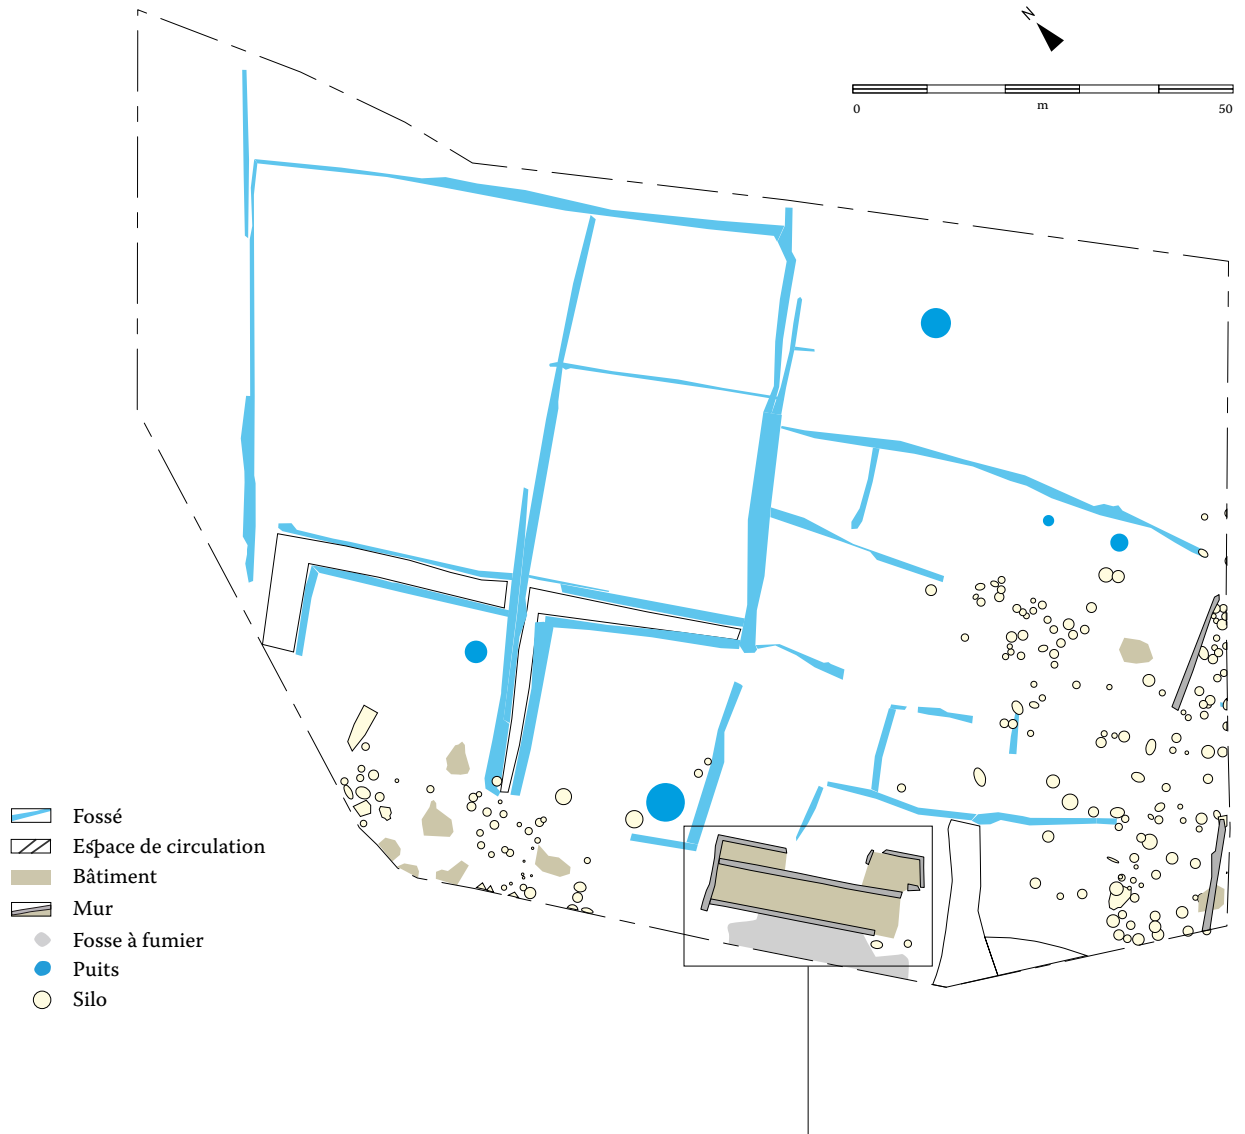 N
0 m 50
Fossé
Espace de circulation
Bâtiment
Mur
Fosse à fumier
Puits
Silo